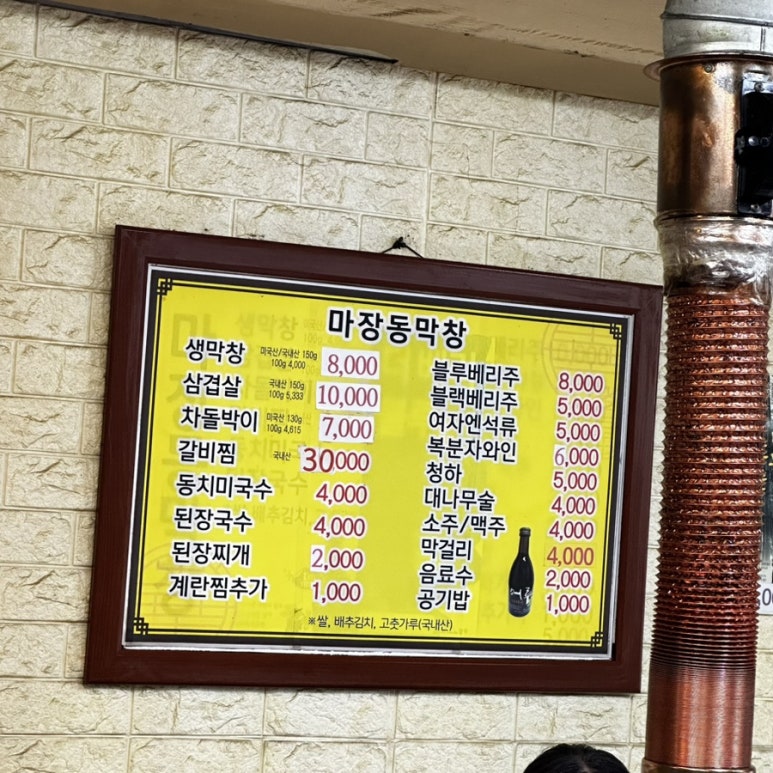 마장동막창
생막창 미국산/국내산 150g 100g 4,000 8,000
삼겹살 국내산 150g 100g 5,333 10,000
차돌박이 미국산 130g 100g 4,615 7,000
갈비찜 국내산 30,000
동치미국수 4,000
된장국수 4,000
된장찌개 2,000
계란찜추가 1,000
블루베리주 8,000
블랙베리주 5,000
여자엔석류 5,000
복분자와인 6,000
청하 5,000
대나무술 4,000
소주/맥주 4,000
막걸리 4,000
음료수 2,000
공기밥 1,000
※쌀, 배추김치, 고춧가루(국내산)